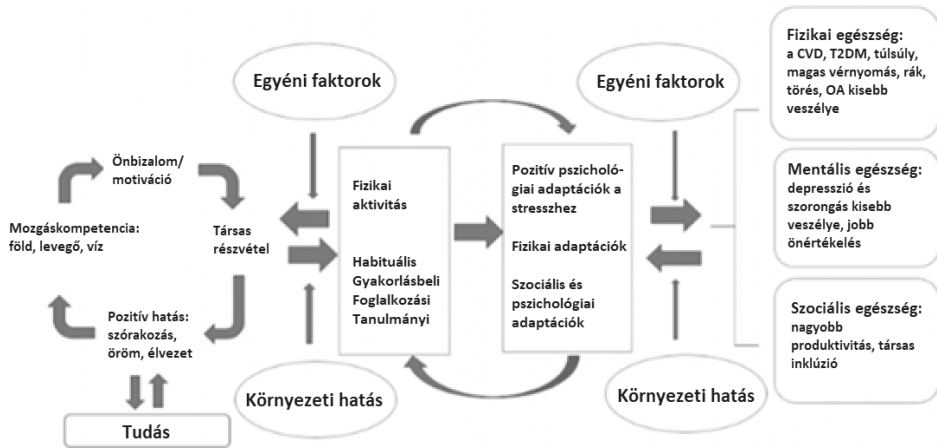 Egyéni faktorok
Egyéni faktorok
Fizikai egészség:
a CVD, T2DM, túlsúly,
magas vérnyomás, rák,
törés, OA kisebb
veszélye
Önbizalom/
motiváció
Mozgáskompetencia:
föld, levegő, víz
Társas
részvétel
Pozitív hatás:
szórakozás,
öröm, élvezet
Tudás
Fizikai
aktivitás
Habituális
Gyakorlásbeli
Foglalkozási
Tanulmányi
Pozitív pszicholó-
giai adaptációk a
stresszhez
Fizikai adaptációk
Szociális és
pszichológiai
adaptációk
Mentális egészség:
depresszió és
szorongás kisebb
veszélye, jobb
önértékelés
Szociális egészség:
nagyobb
produktivitás, társas
inklúzió
Környezeti hatás
Környezeti hatás